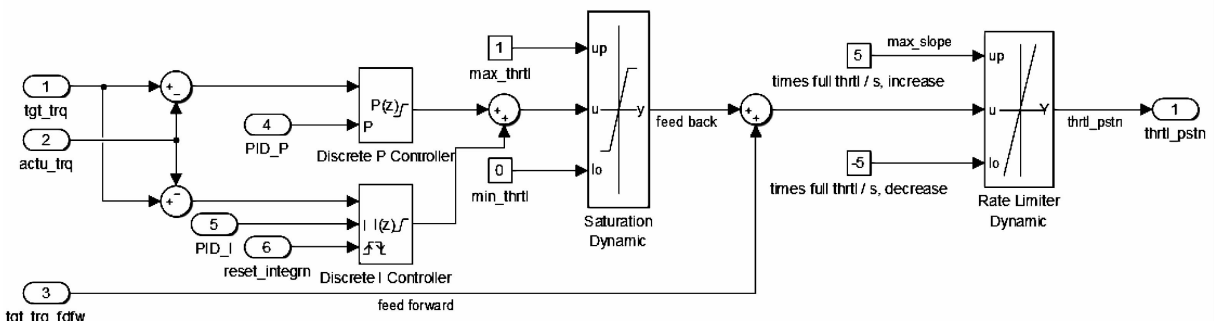 1
tgt_trq
2
actu_trq
+
-
-
+
4
PID_P
P(z)
P
Discrete P Controller
5
PID_I
6
reset_integrn
I
I(z)
Discrete I Controller
3
tgt_trq_fdfw
feed forward
+
+
1
max_thrtl
0
min_thrtl
up
u
lo
y
Saturation
Dynamic
feed back
+
+
5
max_slope
times full thrtl / s, increase
-5
times full thrtl / s, decrease
up
u
lo
Y
Rate Limiter
Dynamic
thrtl_pstn
1
thrtl_pstn